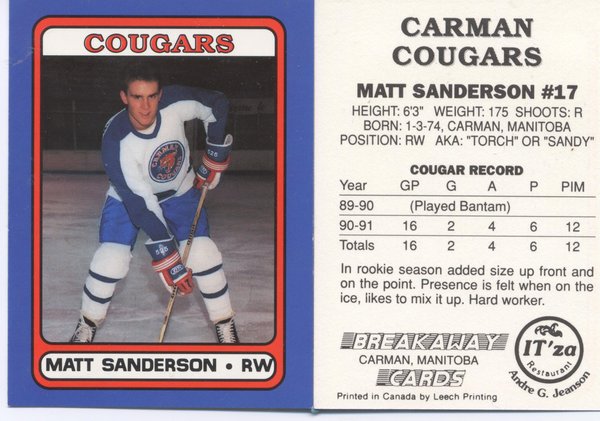 COUGARS
CARMAN
COUGARS
MATT SANDERSON • RW
CARMAN
COUGARS
MATT SANDERSON #17
HEIGHT: 6'3" WEIGHT: 175 SHOOTS: R
BORN: 1-3-74, CARMAN, MANITOBA
POSITION: RW AKA: "TORCH" OR "SANDY"
COUGAR RECORD
Year GP G A P PIM
89-90 (Played Bantam)
90-91 16 2 4 6 12
Totals 16 2 4 6 12
In rookie season added size up front and
on the point. Presence is felt when on the
ice, likes to mix it up. Hard worker.
BREAKAWAY
CARMAN, MANITOBA
CARDS
Printed in Canada by Leech Printing
IT'za
Restaurant
Andre G. Jeanson